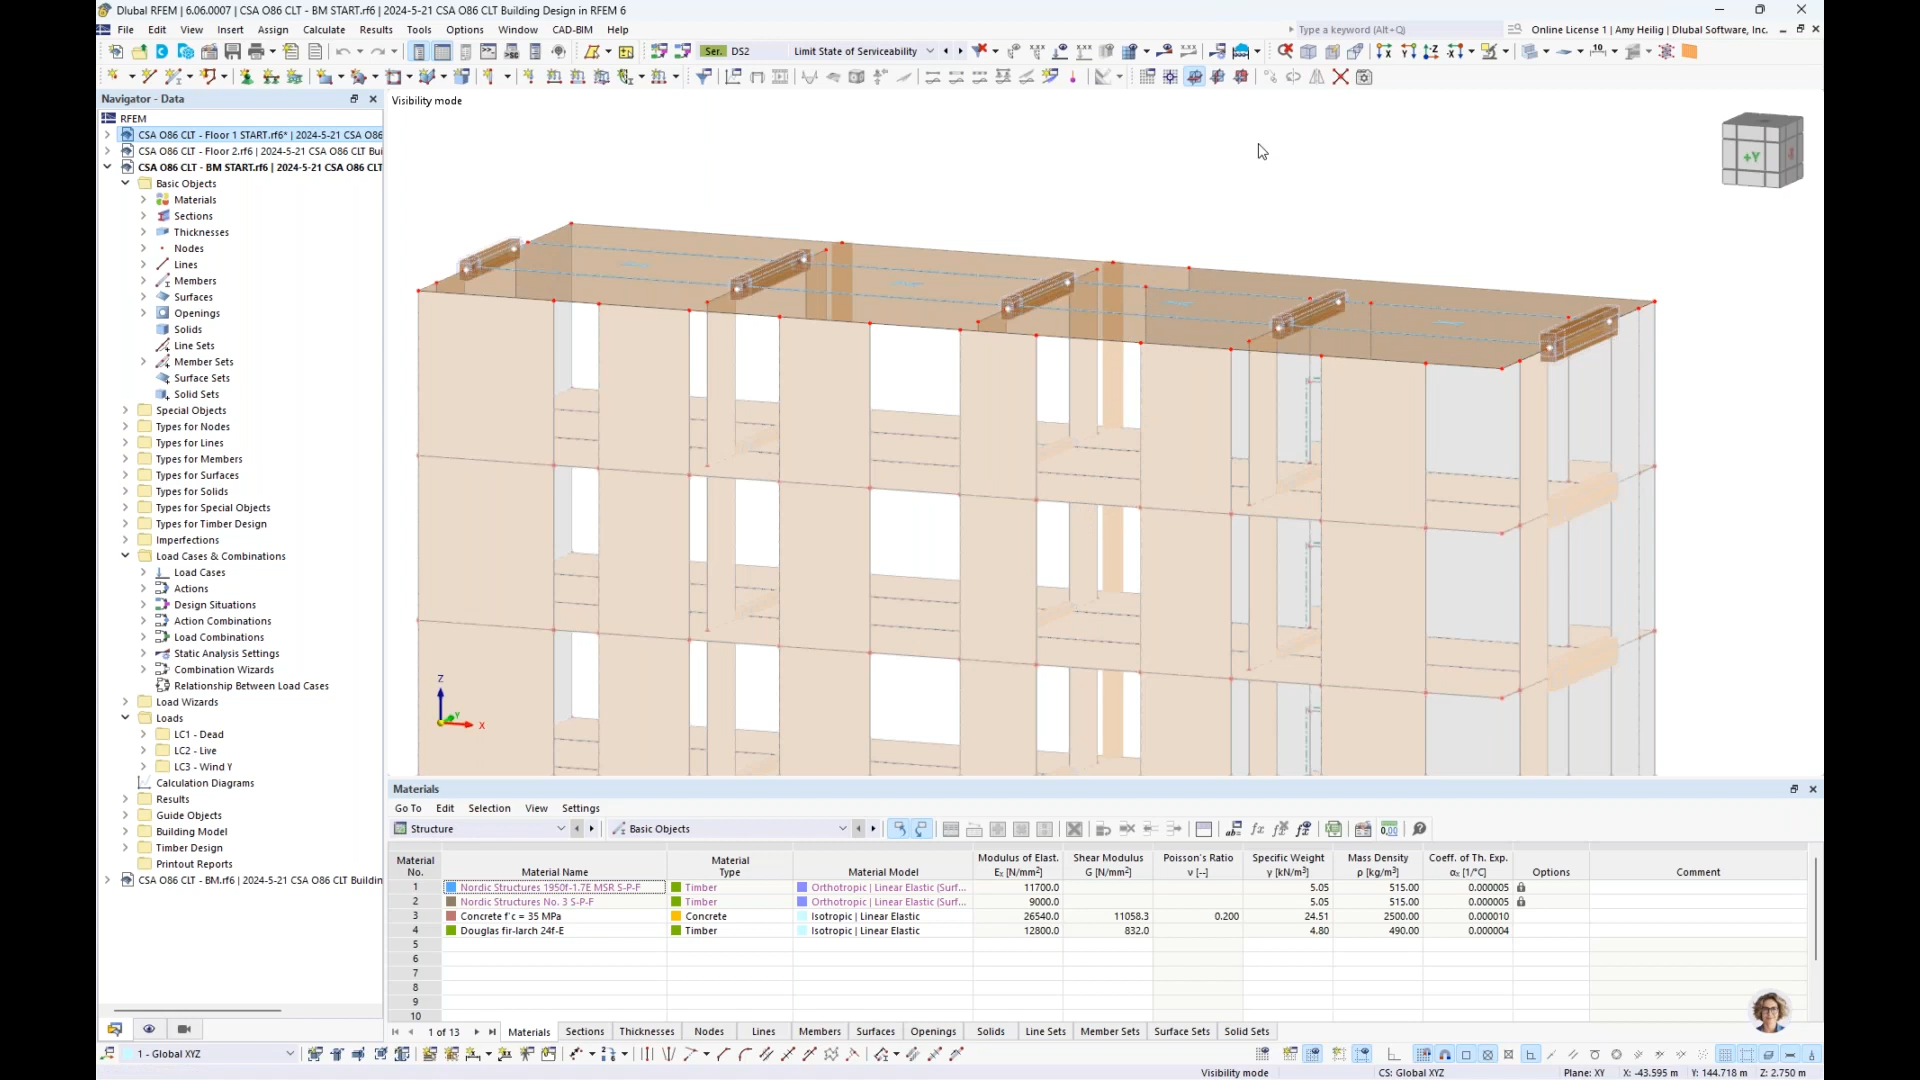 Dlubal RFEM | 6.06.0007 | CSA O86 CLT - BM START.rf6 | 2024-5-21 CSA O86 CLT Building Design in RFEM 6
File Edit View Insert Assign Calculate Results Tools Options Window CAD-BIM Help
Type a keyword (Alt+Q)
Online License 1 | Amy Heilig | Dlubal Software, Inc.
Ser. DS2 Limit State of Serviceability
Navigator - Data
Visibility mode
RFEM
CSA O86 CLT - Floor 1 START.rf6* | 2024-5-21 CSA O86
CSA O86 CLT - Floor 2.rf6 | 2024-5-21 CSA O86 CLT Bui
CSA O86 CLT - BM START.rf6 | 2024-5-21 CSA O86 CLT
Basic Objects
Materials
Sections
Thicknesses
Nodes
Lines
Members
Surfaces
Openings
Solids
Line Sets
Member Sets
Surface Sets
Solid Sets
Special Objects
Types for Nodes
Types for Lines
Types for Members
Types for Surfaces
Types for Solids
Types for Special Objects
Types for Timber Design
Imperfections
Load Cases & Combinations
Load Cases
Actions
Design Situations
Action Combinations
Load Combinations
Static Analysis Settings
Combination Wizards
Relationship Between Load Cases
Load Wizards
Loads
LC1 - Dead
LC2 - Live
LC3 - Wind Y
Calculation Diagrams
Results
Guide Objects
Building Model
Timber Design
Printout Reports
CSA O86 CLT - BM.rf6 | 2024-5-21 CSA O86 CLT Buildin
+Y
Z
Y
X
Materials
Go To Edit Selection View Settings
Structure Basic Objects
Material No. Material Name Material Type Material Model Modulus of Elast. Eₓ [N/mm²] Shear Modulus G [N/mm²] Poisson's Ratio ν [--] Specific Weight γ [kN/m³] Mass Density ρ [kg/m³] Coeff. of Th. Exp. αₓ [1/°C] Options Comment
1 Nordic Structures 1950f-1.7E MSR S-P-F Timber Orthotropic | Linear Elastic (Surf... 11700.0 5.05 515.00 0.000005
2 Nordic Structures No. 3 S-P-F Timber Orthotropic | Linear Elastic (Surf... 9000.0 5.05 515.00 0.000005
3 Concrete f'c = 35 MPa Concrete Isotropic | Linear Elastic 26540.0 11058.3 0.200 24.51 2500.00 0.000010
4 Douglas fir-larch 24f-E Timber Isotropic | Linear Elastic 12800.0 832.0 4.80 490.00 0.000004
5
6
7
8
9
10
1 of 13 Materials Sections Thicknesses Nodes Lines Members Surfaces Openings Solids Line Sets Member Sets Surface Sets Solid Sets
1 - Global XYZ
Visibility mode CS: Global XYZ Plane: XY X: -43.595 m Y: 144.718 m Z: 2.750 m